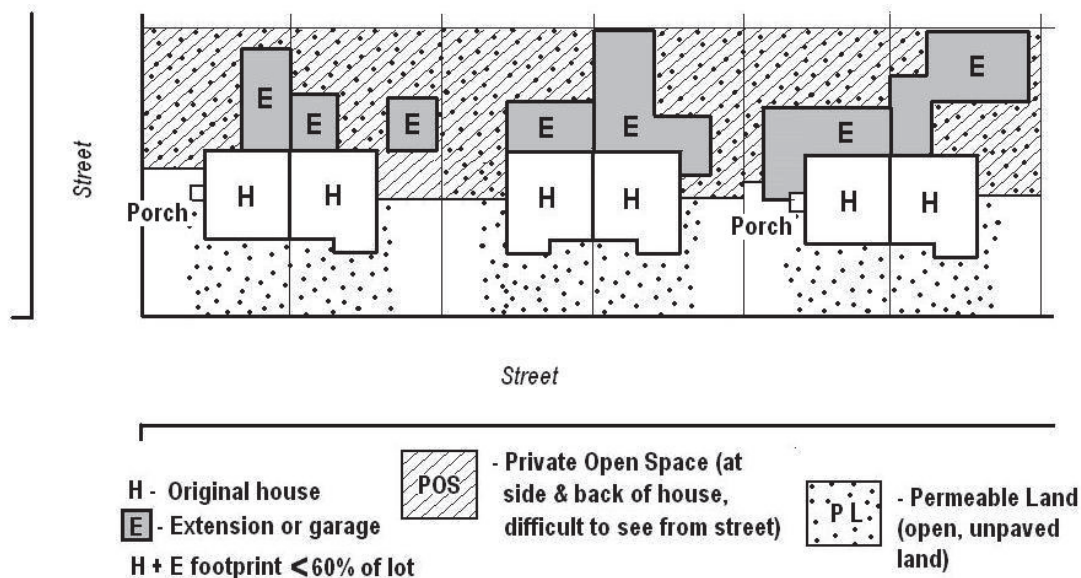 E
E
E
E
E
E
E
Street
H
H
H
H
H
H
Porch
Porch
Street
H - Original house
E - Extension or garage
H + E footprint < 60% of lot
POS
- Private Open Space (at
side & back of house,
difficult to see from street)
PL
- Permeable Land
(open, unpaved
land)